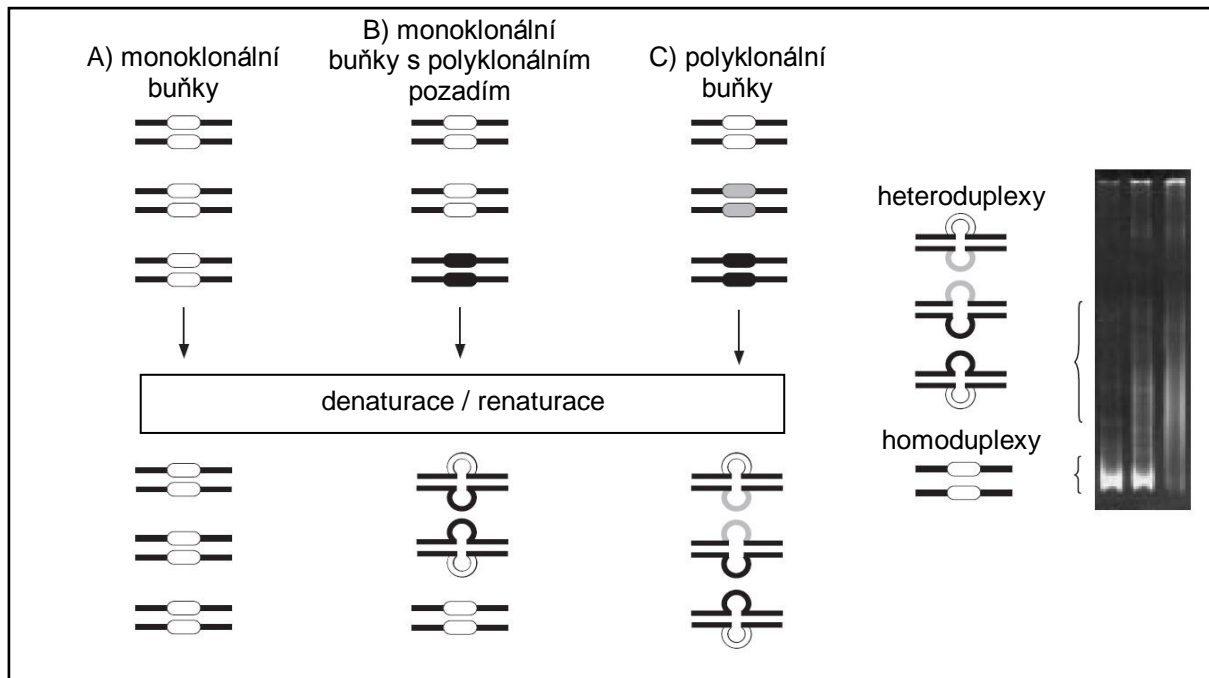 A) monoklonální
buňky
B) monoklonální
buňky s polyklonálním
pozadím
C) polyklonální
buňky
denaturace / renaturace
heteroduplexy
homoduplexy